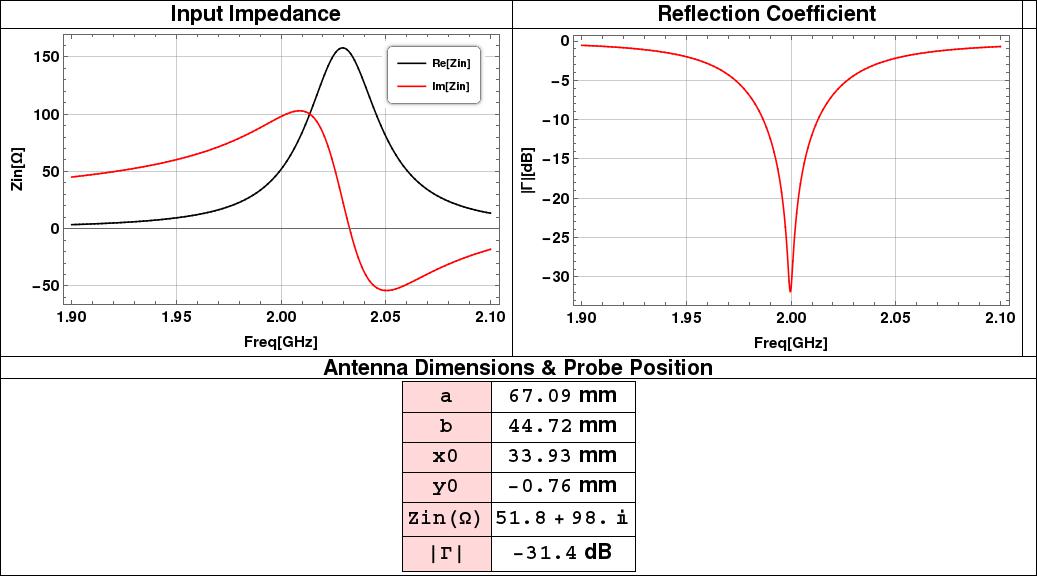 Input Impedance
Reflection Coefficient
150
100
50
0
−50
1.90
1.95
2.00
2.05
2.10
Zin[Ω]
Freq[GHz]
Re[Zin]
Im[Zin]
0
−5
−10
−15
−20
−25
−30
1.90
1.95
2.00
2.05
2.10
|Γ|[dB]
Freq[GHz]
Antenna Dimensions & Probe Position
a 67.09 mm
b 44.72 mm
x0 33.93 mm
y0 -0.76 mm
Zin(Ω) 51.8 + 98. i
|Γ| -31.4 dB